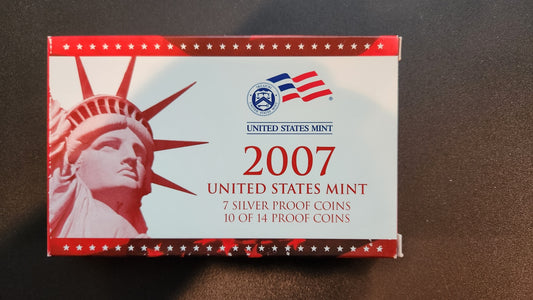 UNITED STATES MINT
2007
UNITED STATES MINT
7 SILVER PROOF COINS
10 OF 14 PROOF COINS